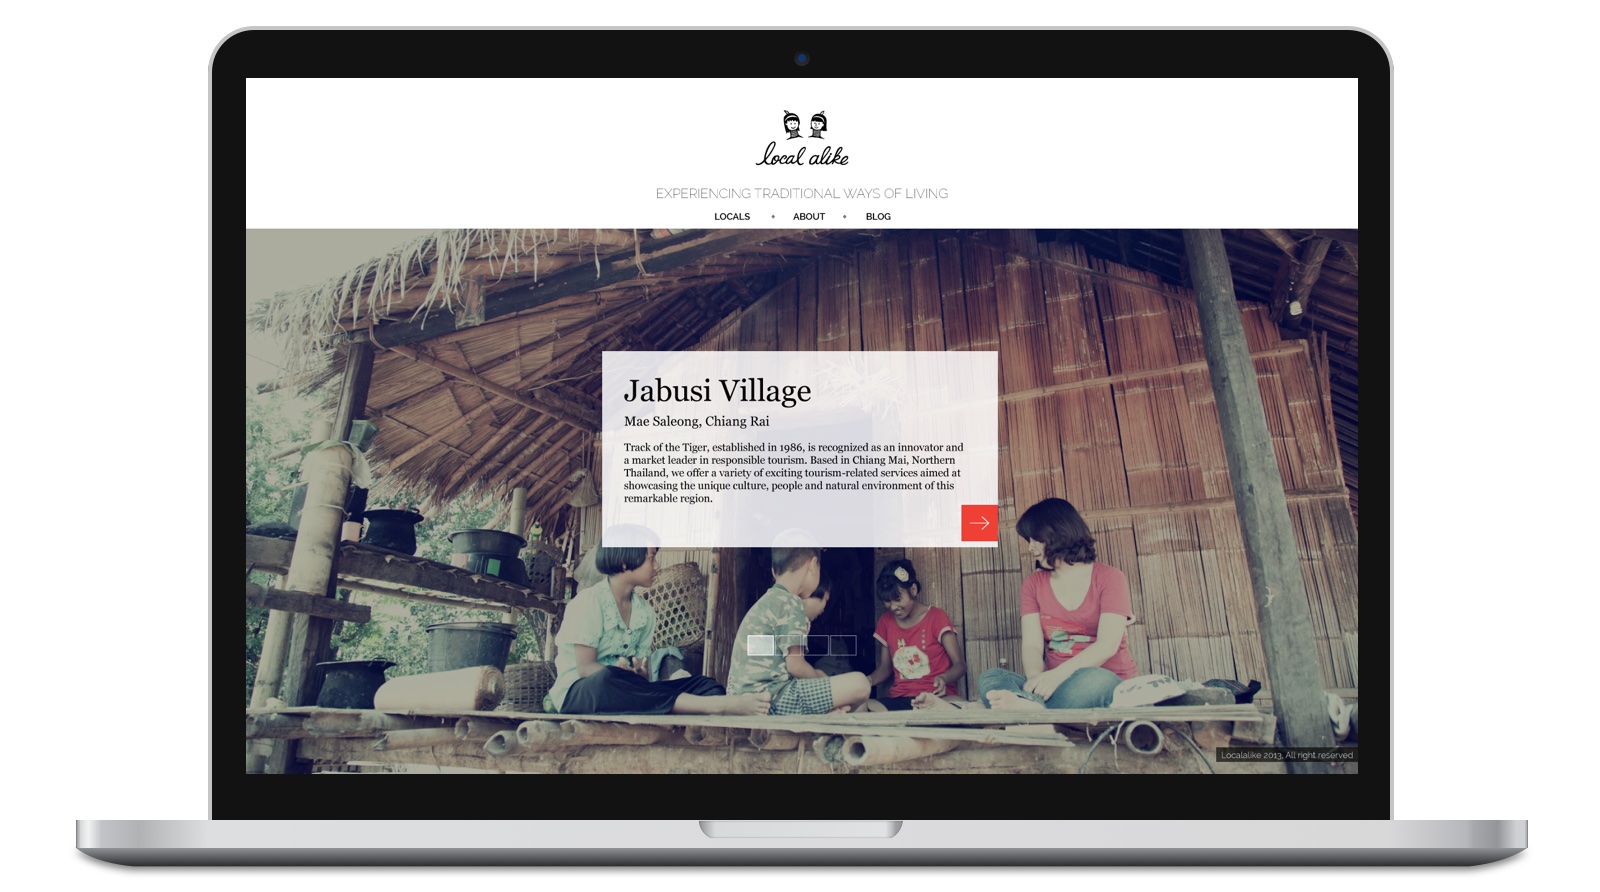 local alike
EXPERIENCING TRADITIONAL WAYS OF LIVING
LOCALS • ABOUT • BLOG
Jabusi Village
Mae Saleong, Chiang Rai
Track of the Tiger, established in 1986, is recognized as an innovator and
a market leader in responsible tourism. Based in Chiang Mai, Northern
Thailand, we offer a variety of exciting tourism-related services aimed at
showcasing the unique culture, people and natural environment of this
remarkable region.
Localalike 2013, All right reserved